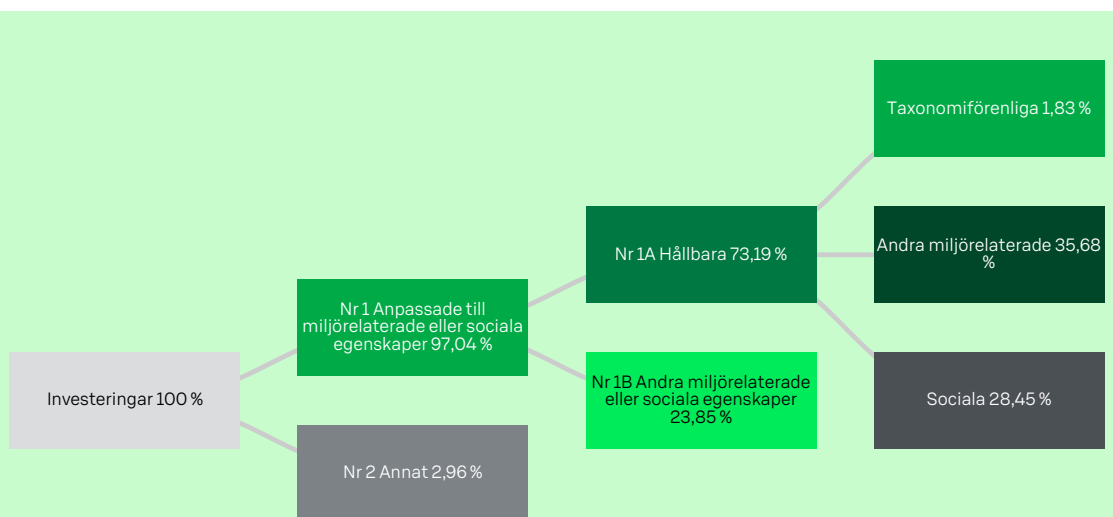 Taxonomiförenliga 1,83 %
Nr 1A Hållbara 73,19 %
Andra miljörelaterade 35,68
%
Nr 1 Anpassade till
miljörelaterade eller sociala
egenskaper 97,04 %
Investeringar 100 %
Nr 1B Andra miljörelaterade
eller sociala egenskaper
23,85 %
Sociala 28,45 %
Nr 2 Annat 2,96 %